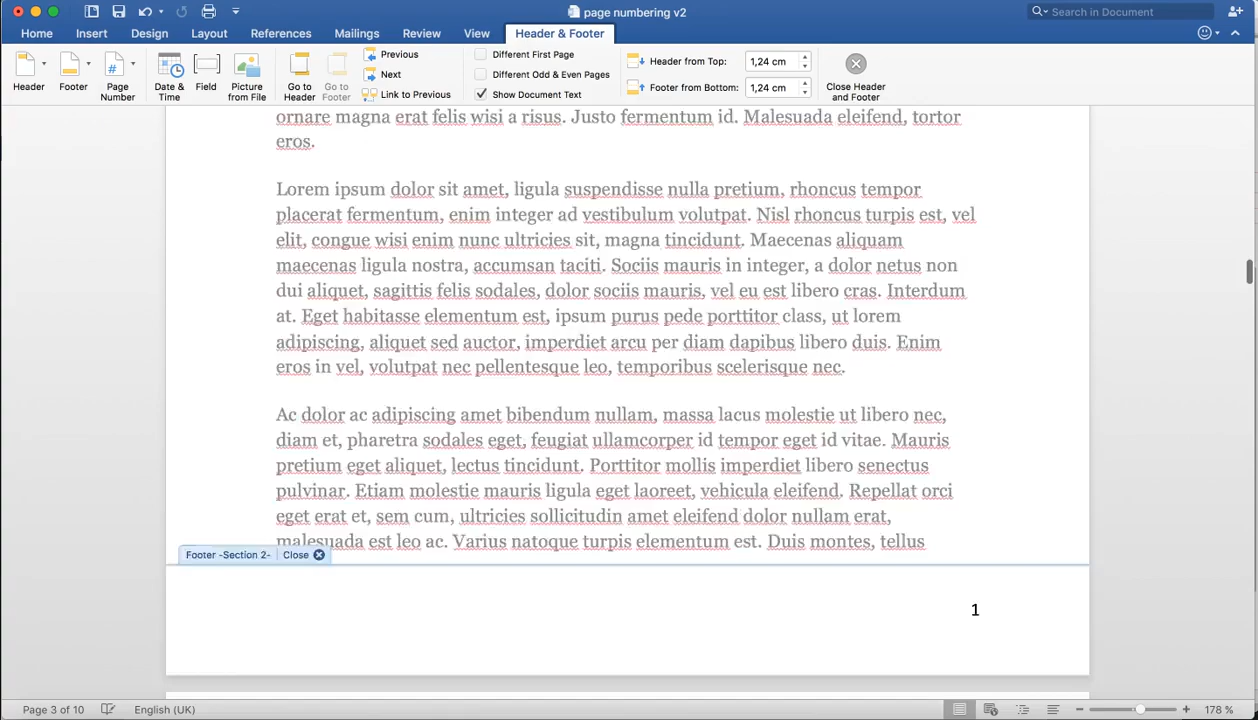 page numbering v2
Search in Document
Home Insert Design Layout References Mailings Review View Header & Footer
Header
Footer
Page Number
Date & Time
Field
Picture from File
Go to Header
Go to Footer
Previous
Next
Link to Previous
Different First Page
Different Odd & Even Pages
Show Document Text
Header from Top: 1,24 cm
Footer from Bottom: 1,24 cm
Close Header and Footer
ornare magna erat felis wisi a risus. Justo fermentum id. Malesuada eleifend, tortor
eros.
Lorem ipsum dolor sit amet, ligula suspendisse nulla pretium, rhoncus tempor
placerat fermentum, enim integer ad vestibulum volutpat. Nisl rhoncus turpis est, vel
elit, congue wisi enim nunc ultricies sit, magna tincidunt. Maecenas aliquam
maecenas ligula nostra, accumsan taciti. Sociis mauris in integer, a dolor netus non
dui aliquet, sagittis felis sodales, dolor sociis mauris, vel eu est libero cras. Interdum
at. Eget habitasse elementum est, ipsum purus pede porttitor class, ut lorem
adipiscing, aliquet sed auctor, imperdiet arcu per diam dapibus libero duis. Enim
eros in vel, volutpat nec pellentesque leo, temporibus scelerisque nec.
Ac dolor ac adipiscing amet bibendum nullam, massa lacus molestie ut libero nec,
diam et, pharetra sodales eget, feugiat ullamcorper id tempor eget id vitae. Mauris
pretium eget aliquet, lectus tincidunt. Porttitor mollis imperdiet libero senectus
pulvinar. Etiam molestie mauris ligula eget laoreet, vehicula eleifend. Repellat orci
eget erat et, sem cum, ultricies sollicitudin amet eleifend dolor nullam erat,
malesuada est leo ac. Varius natoque turpis elementum est. Duis montes, tellus
Footer -Section 2- Close
1
Page 3 of 10 English (UK) 178 %